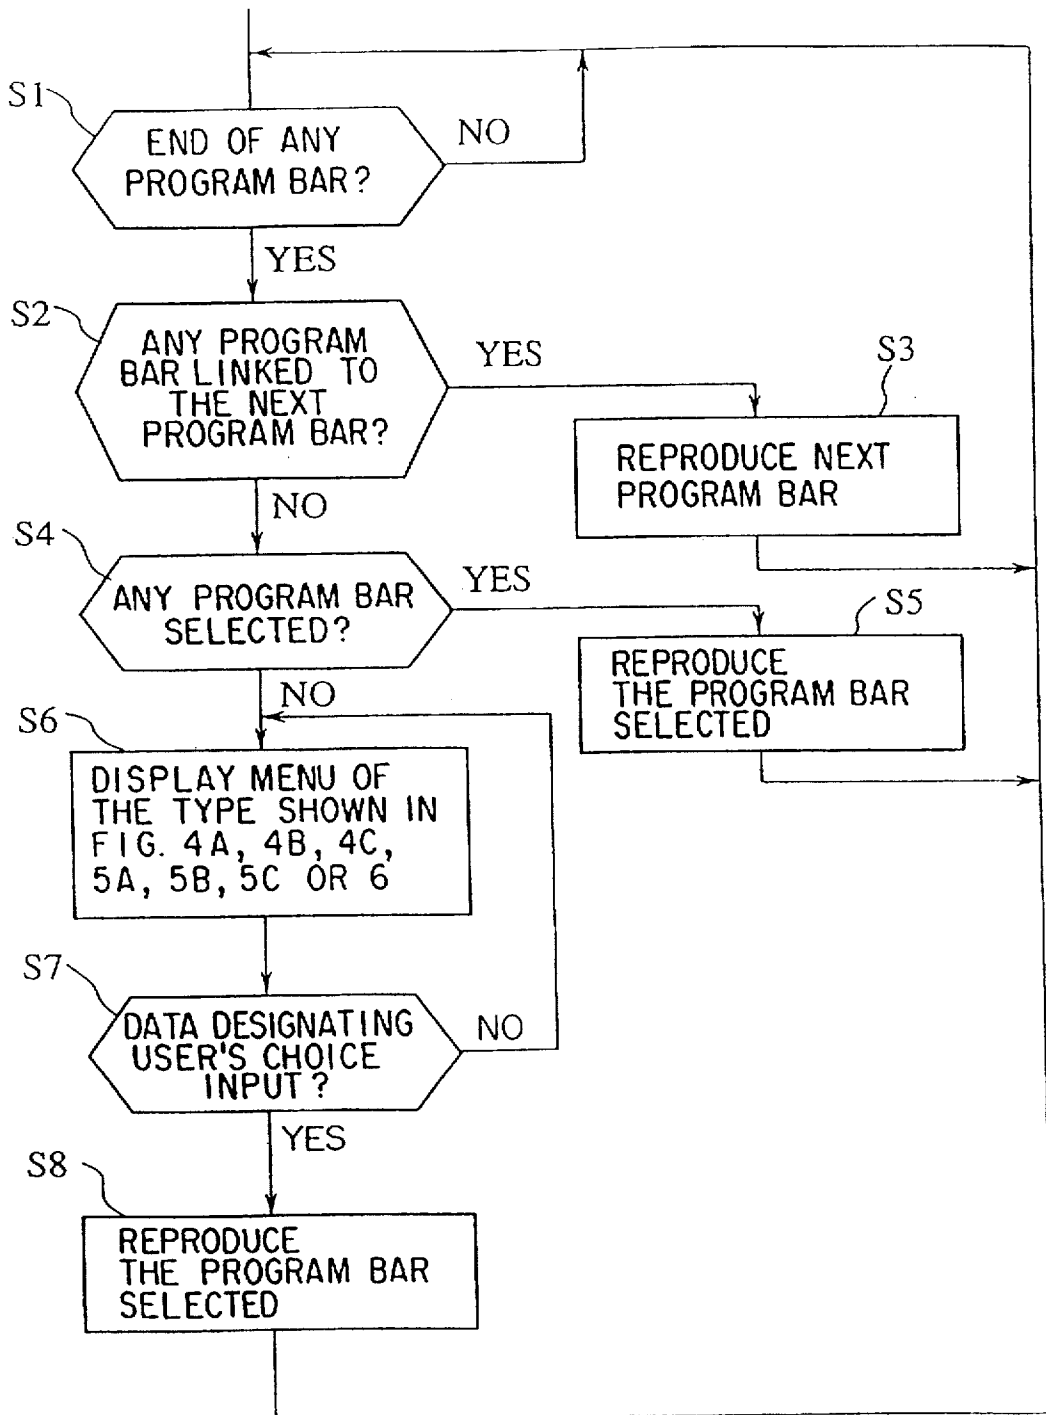 S1
END OF ANY
PROGRAM BAR?
NO
YES
S2
ANY PROGRAM
BAR LINKED TO
THE NEXT
PROGRAM BAR?
YES
S3
REPRODUCE NEXT
PROGRAM BAR
NO
S4
ANY PROGRAM BAR
SELECTED?
YES
S5
REPRODUCE
THE PROGRAM BAR
SELECTED
NO
S6
DISPLAY MENU OF
THE TYPE SHOWN IN
FIG. 4A, 4B, 4C,
5A, 5B, 5C OR 6
S7
DATA DESIGNATING
USER'S CHOICE
INPUT?
NO
YES
S8
REPRODUCE
THE PROGRAM BAR
SELECTED